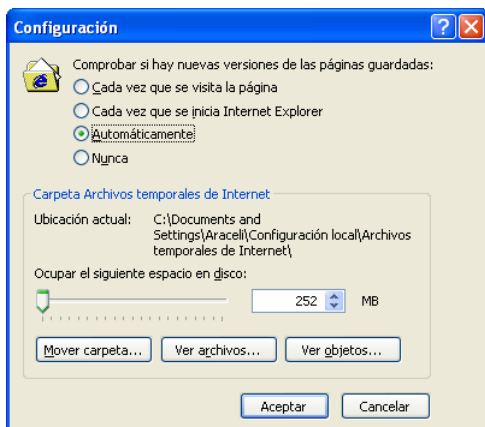 Configuración
Comprobar si hay nuevas versiones de las páginas guardadas:
Cada vez que se visita la página
Cada vez que se inicia Internet Explorer
Automáticamente
Nunca
Carpeta Archivos temporales de Internet
Ubicación actual: C:\Documents and
Settings\Araceli\Configuración local\Archivos
temporales de Internet\
Ocupar el siguiente espacio en disco:
252 MB
Mover carpeta... Ver archivos... Ver objetos...
Aceptar Cancelar